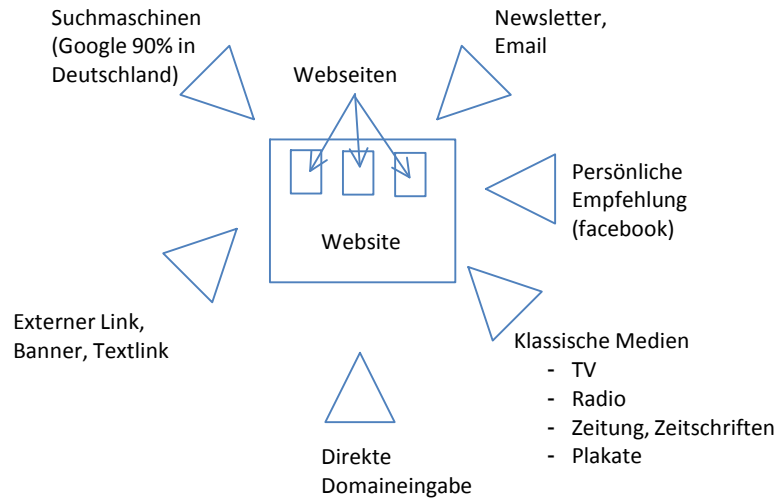 Suchmaschinen
(Google 90% in
Deutschland)
Newsletter,
Email
Webseiten
Persönliche
Empfehlung
(facebook)
Website
Externer Link,
Banner, Textlink
Klassische Medien
- TV
- Radio
- Zeitung, Zeitschriften
- Plakate
Direkte
Domaineingabe